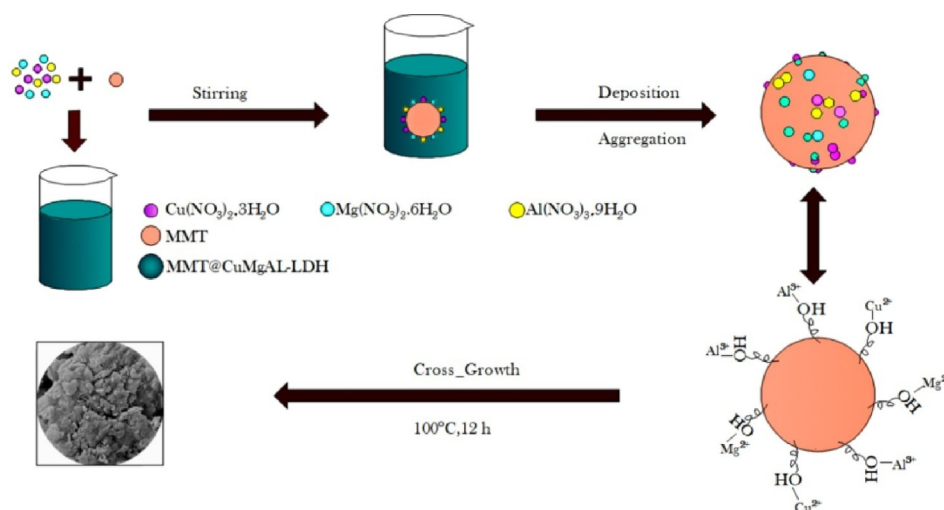 Stirring
Deposition
Aggregation
Cu(NO₃)₂.3H₂O
Mg(NO₃)₂.6H₂O
Al(NO₃)₃.9H₂O
MMT
MMT@CuMgAL-LDH
Al³⁺
OH
Cu²⁺
OH
Al³⁺
OH
Mg²⁺
OH
HO
Mg²⁺
HO
Al³⁺
HO
Cu²⁺
Cross_Growth
100°C,12 h